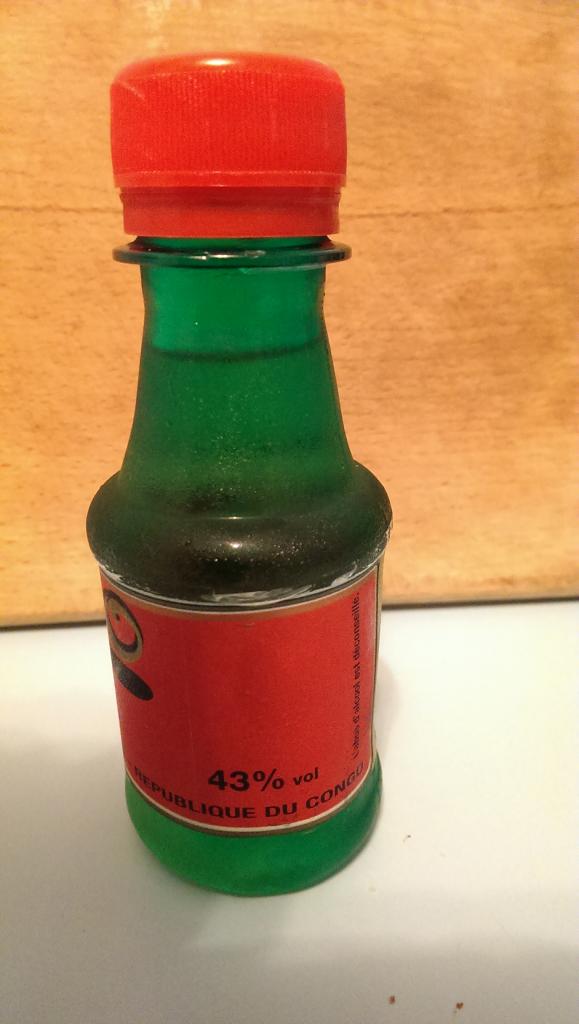 43% vol
REPUBLIQUE DU CONGO
L'abus d'alcool est déconseillé.